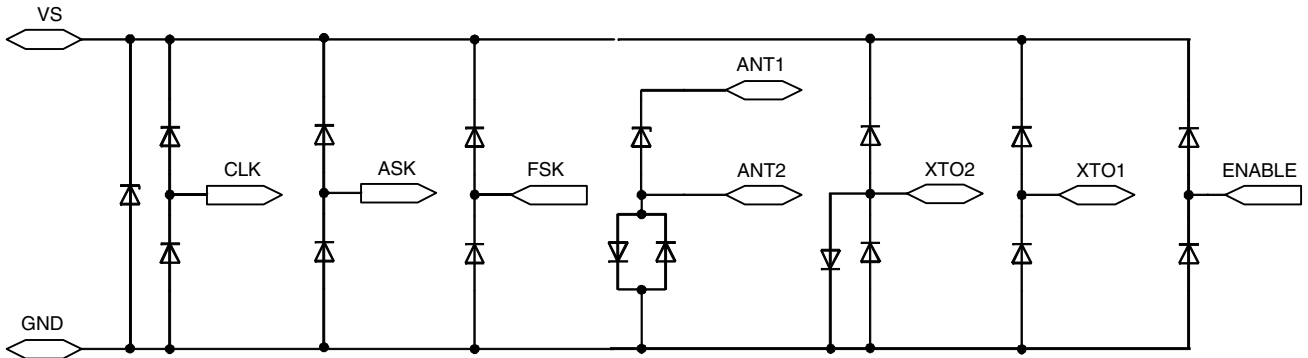 VS
ANT1
CLK
ASK
FSK
ANT2
XTO2
XTO1
ENABLE
GND